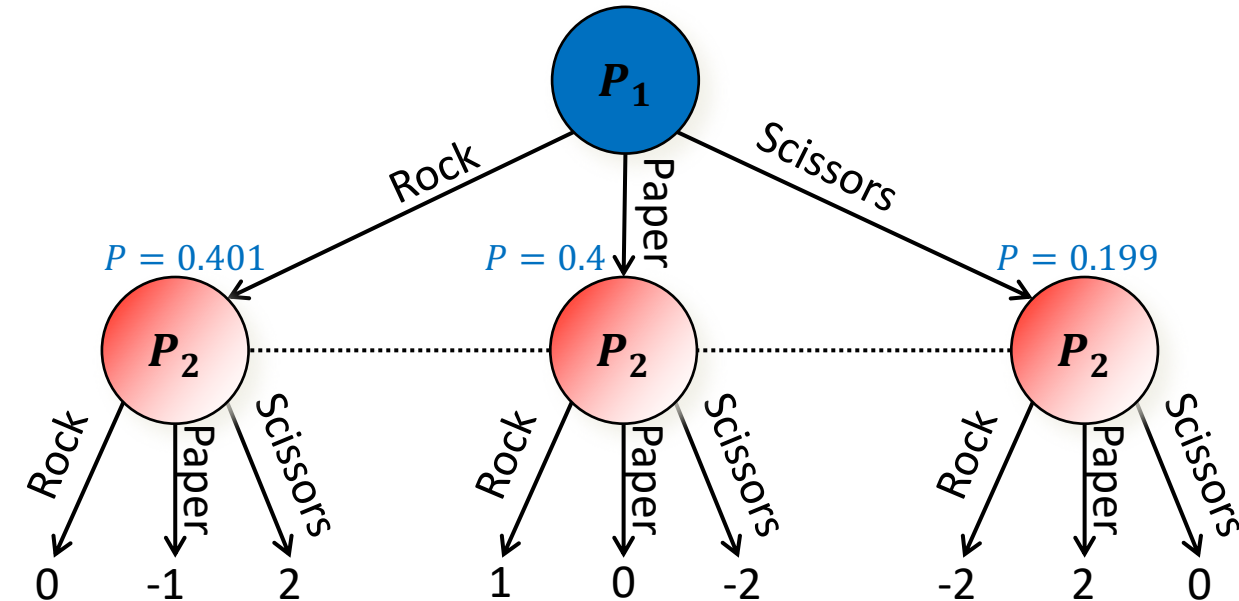 P₁
Rock
Paper
Scissors
P = 0.401
P = 0.4
P = 0.199
P₂
P₂
P₂
Rock
Paper
Scissors
Rock
Paper
Scissors
Rock
Paper
Scissors
0
-1
2
1
0
-2
-2
2
0